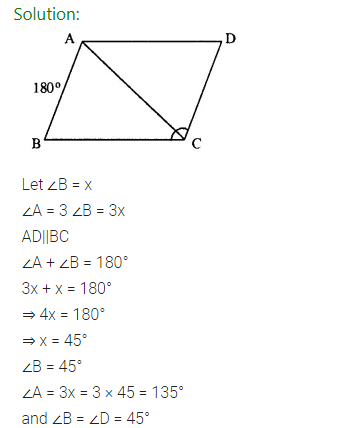 Solution:
A D
180°
B C
Let ∠B = x
∠A = 3 ∠B = 3x
AD||BC
∠A + ∠B = 180°
3x + x = 180°
⇒ 4x = 180°
⇒ x = 45°
∠B = 45°
∠A = 3x = 3 × 45 = 135°
and ∠B = ∠D = 45°